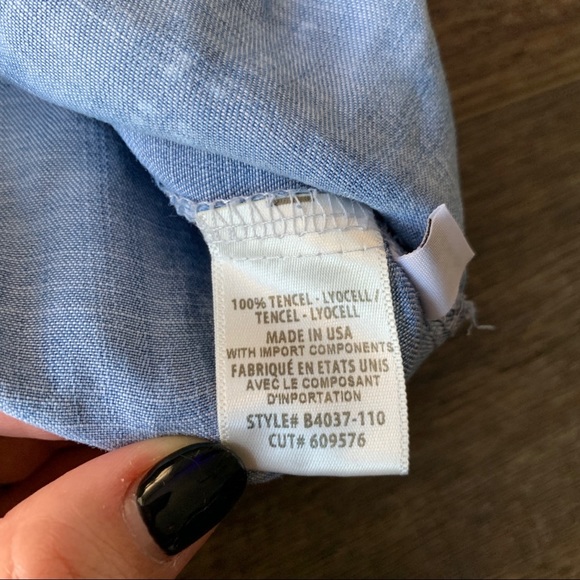 100% TENCEL - LYOCELL /
TENCEL - LYOCELL
MADE IN USA
WITH IMPORT COMPONENTS
FABRIQUÉ EN ETATS UNIS
AVEC LE COMPOSANT
D'INPORTATION
STYLE# B4037-110
CUT# 609576